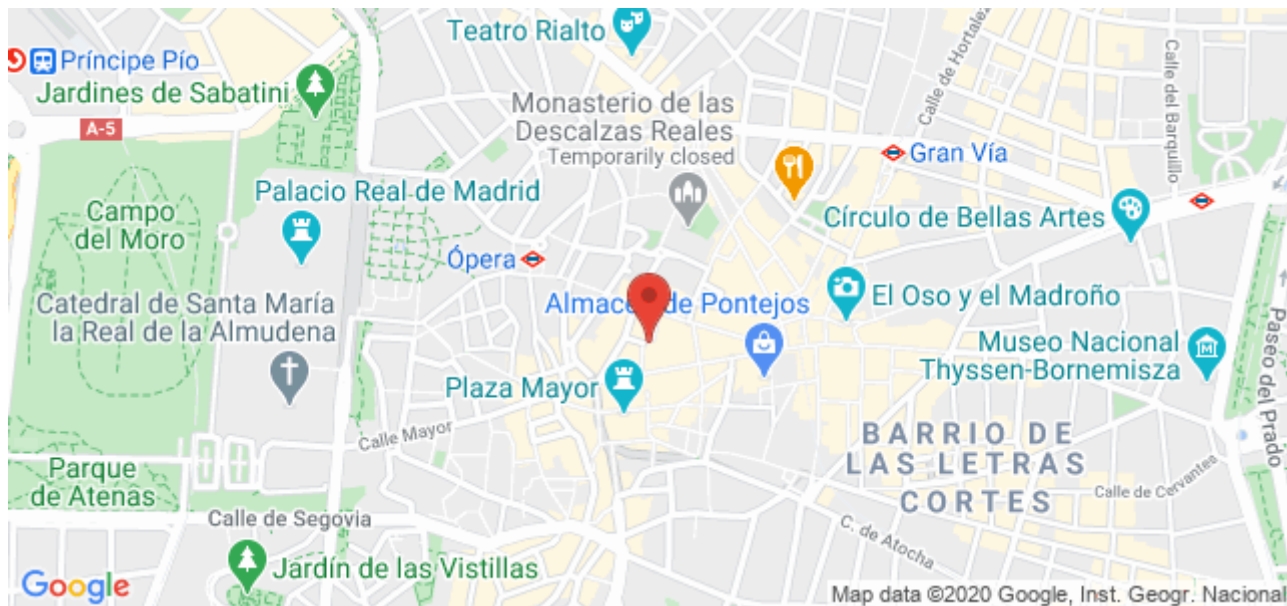 Teatro Rialto
Príncipe Pío
Jardines de Sabatini
A-5
Calle de Hortalez
Calle del Barquillo
Monasterio de las
Descalzas Reales
Temporarily closed
Gran Vía
Palacio Real de Madrid
Campo
del Moro
Círculo de Bellas Artes
Ópera
Catedral de Santa María
la Real de la Almudena
de Pontejos
El Oso y el Madroño
Museo Nacional
Thyssen-Bornemisza
Paseo del Prado
Plaza Mayor
Calle Mayor
BARRIO DE
LAS LETRAS
CORTES
Parque
de Atenas
Calle de Cervantes
Calle de Segovia
C. de Atocha
Jardín de las Vistillas
Google
Map data ©2020 Google, Inst. Geogr. Nacional